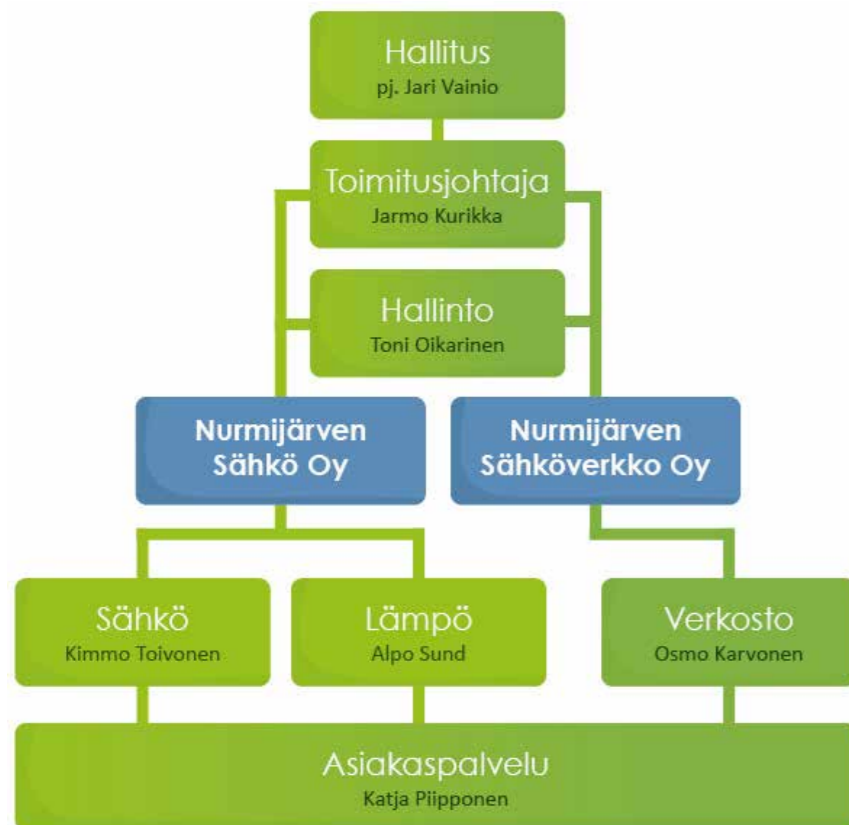 Hallitus
pj. Jari Vainio
Toimitusjohtaja
Jarmo Kurikka
Hallinto
Toni Oikarinen
Nurmijärven
Sähkö Oy
Nurmijärven
Sähköverkko Oy
Sähkö
Kimmo Toivonen
Lämpö
Alpo Sund
Verkosto
Osmo Karvonen
Asiakaspalvelu
Katja Piipponen